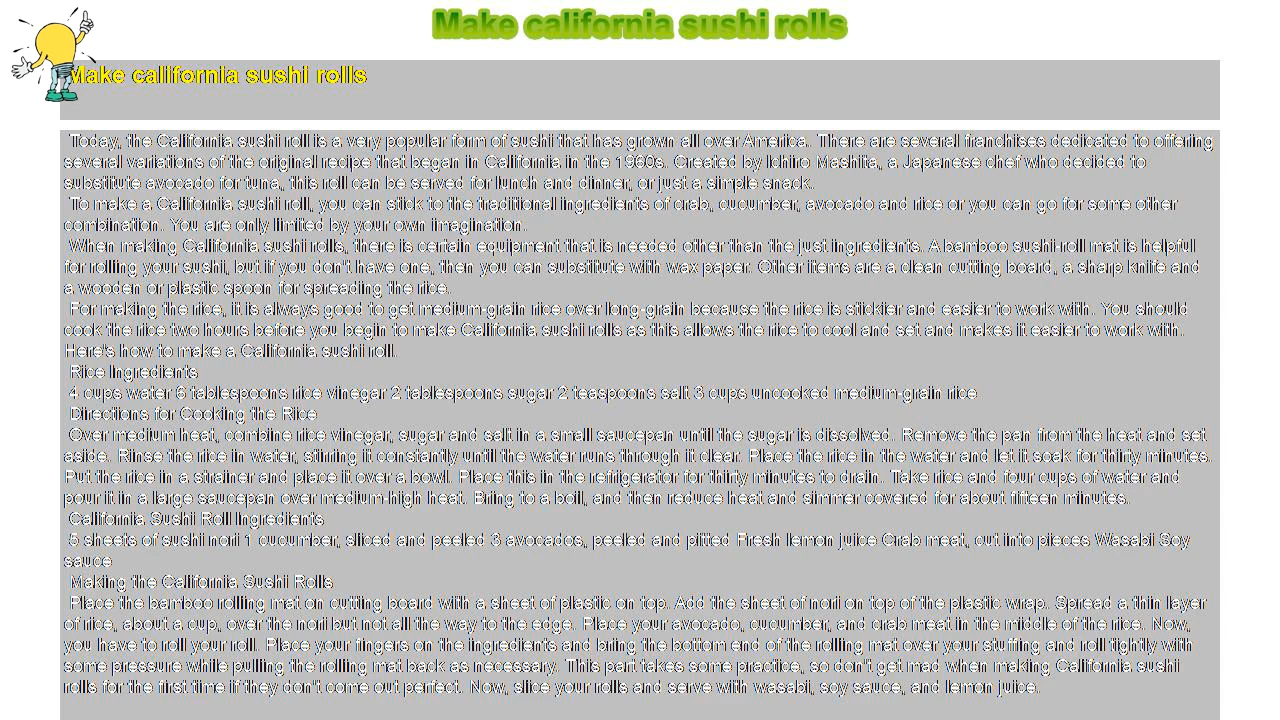 Make california sushi rolls
Make california sushi rolls
Today, the California sushi roll is a very popular form of sushi that has grown all over America. There are several franchises dedicated to offering
several variations of the original recipe that began in California in the 1960s. Created by Ichiro Mashita, a Japanese chef who decided to
substitute avocado for tuna, this roll can be served for lunch and dinner, or just a simple snack.
To make a California sushi roll, you can stick to the traditional ingredients of crab, cucumber, avocado and rice or you can go for some other
combination. You are only limited by your own imagination.
When making California sushi rolls, there is certain equipment that is needed other than the just ingredients. A bamboo sushi-roll mat is helpful
for rolling your sushi, but if you don't have one, then you can substitute with wax paper. Other items are a clean cutting board, a sharp knife and
a wooden or plastic spoon for spreading the rice.
For making the rice, it is always good to get medium-grain rice over long-grain because the rice is stickier and easier to work with. You should
cook the rice two hours before you begin to make California sushi rolls as this allows the rice to cool and set and makes it easier to work with.
Here's how to make a California sushi roll.
Rice Ingredients
4 cups water 6 tablespoons rice vinegar 2 tablespoons sugar 2 teaspoons salt 3 cups uncooked medium-grain rice
Directions for Cooking the Rice
Over medium heat, combine rice vinegar, sugar and salt in a small saucepan until the sugar is dissolved. Remove the pan from the heat and set
aside. Rinse the rice in water, stirring it constantly until the water runs through it clear. Place the rice in the water and let it soak for thirty minutes.
Put the rice in a strainer and place it over a bowl. Place this in the refrigerator for thirty minutes to drain. Take rice and four cups of water and
pour it in a large saucepan over medium-high heat. Bring to a boil, and then reduce heat and simmer covered for about fifteen minutes.
California Sushi Roll Ingredients
5 sheets of sushi nori 1 cucumber, sliced and peeled 3 avocados, peeled and pitted Fresh lemon juice Crab meat, cut into pieces Wasabi Soy
sauce
Making the California Sushi Rolls
Place the bamboo rolling mat on cutting board with a sheet of plastic on top. Add the sheet of nori on top of the plastic wrap. Spread a thin layer
of rice, about a cup, over the nori but not all the way to the edge. Place your avocado, cucumber, and crab meat in the middle of the rice. Now,
you have to roll your roll. Place your fingers on the ingredients and bring the bottom end of the rolling mat over your stuffing and roll tightly with
some pressure while pulling the rolling mat back as necessary. This part takes some practice, so don't get mad when making California sushi
rolls for the first time if they don't come out perfect. Now, slice your rolls and serve with wasabi, soy sauce, and lemon juice.